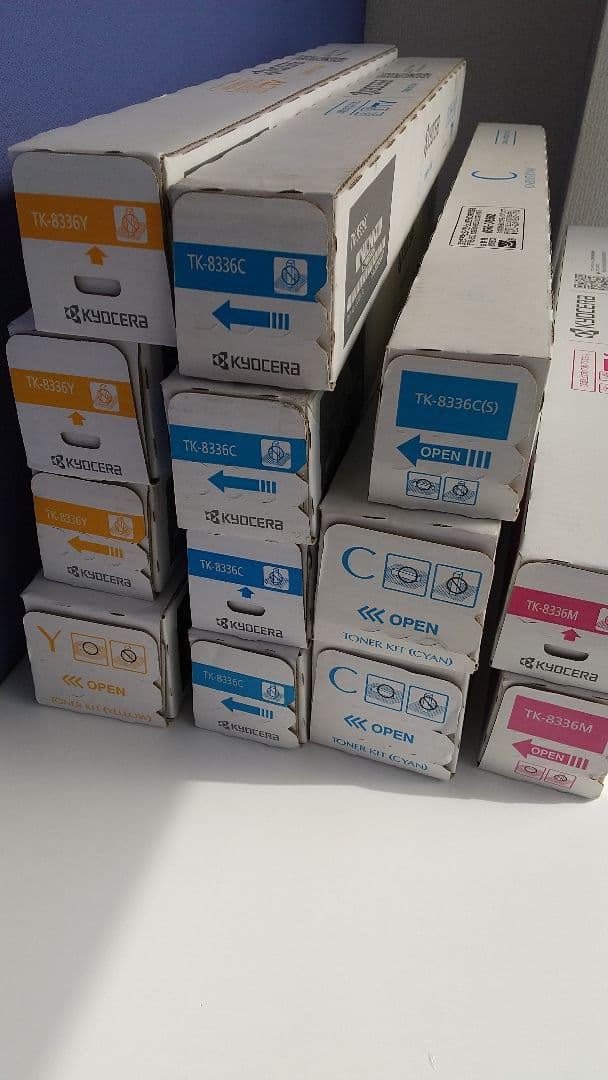 TK-8336Y
KYOCERA
TK-8336Y
KYOCERA
TK-8336Y
KYOCERA
Y
OPEN
TONER KIT (YELLOW)
TK-8336C
KYOCERA
TK-8336C
KYOCERA
TK-8336C
KYOCERA
TK-8336C
KYOCERA
C
TK-8336C(S)
OPEN
C
OPEN
TONER KIT (CYAN)
C
OPEN
TONER KIT (CYAN)
KYOCERA
TK-8336M
KYOCERA
TK-8336M
OPEN